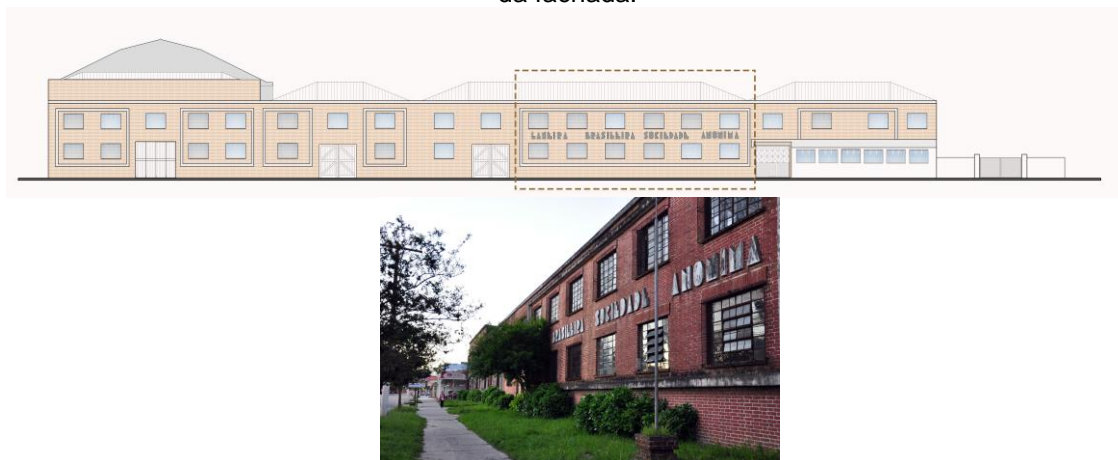 da fachada.
LANEIRA BRASILEIRA SOCIEDADE ANONIMA
BRASILEIRA SOCIEDADE ANONIMA